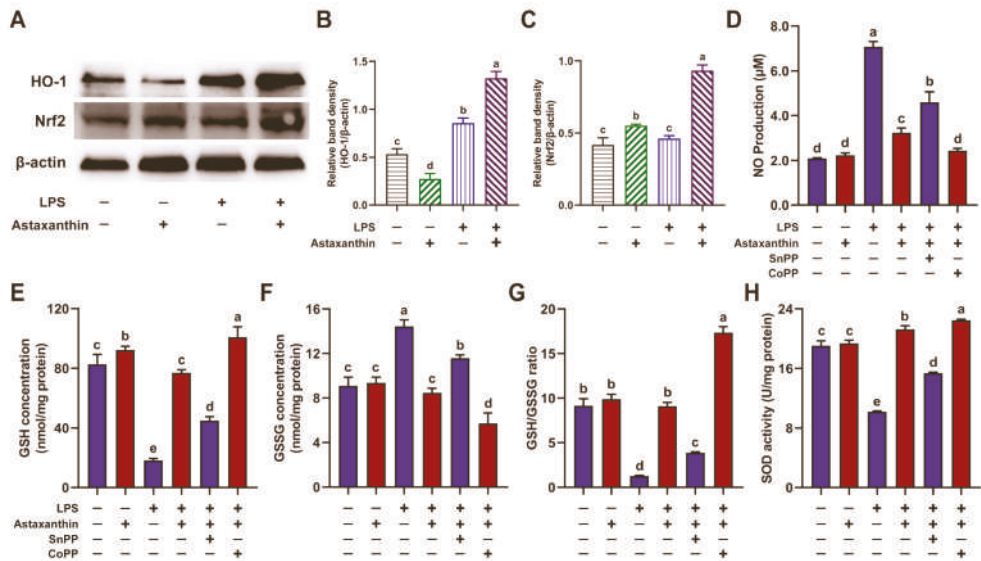 A
HO-1
Nrf2
β-actin
LPS − − + +
Astaxanthin − + − +
B
Relative band density
(HO-1/β-actin)
1.5
1.0
0.5
0.0
c
d
b
a
LPS − − + +
Astaxanthin − + − +
C
Relative band density
(Nrf2/β-actin)
1.0
0.5
0.0
c
b
c
a
− − + +
− + − +
D
NO Production (μM)
8.0
6.0
4.0
2.0
0
d
d
a
c
b
d
LPS − − + + + +
Astaxanthin − + − + + +
SnPP − − − − + −
CoPP − − − − − +
E
GSH concentration
(nmol/mg protein)
120
80
40
0
c
b
e
c
d
a
LPS − − + + + +
Astaxanthin − + − + + +
SnPP − − − − + −
CoPP − − − − − +
F
GSSG concentration
(nmol/mg protein)
16
12
8
4
0
b
b
a
c
b
d
− − + + + +
− + − + + +
− − − − + −
− − − − − +
G
GSH/GSSG ratio
20
15
10
5
0
b
b
d
b
c
a
− − + + + +
− + − + + +
− − − − + −
− − − − − +
H
SOD activity (U/mg protein)
24
16
8
0
c
c
e
b
d
a
− − + + + +
− + − + + +
− − − − + −
− − − − − +